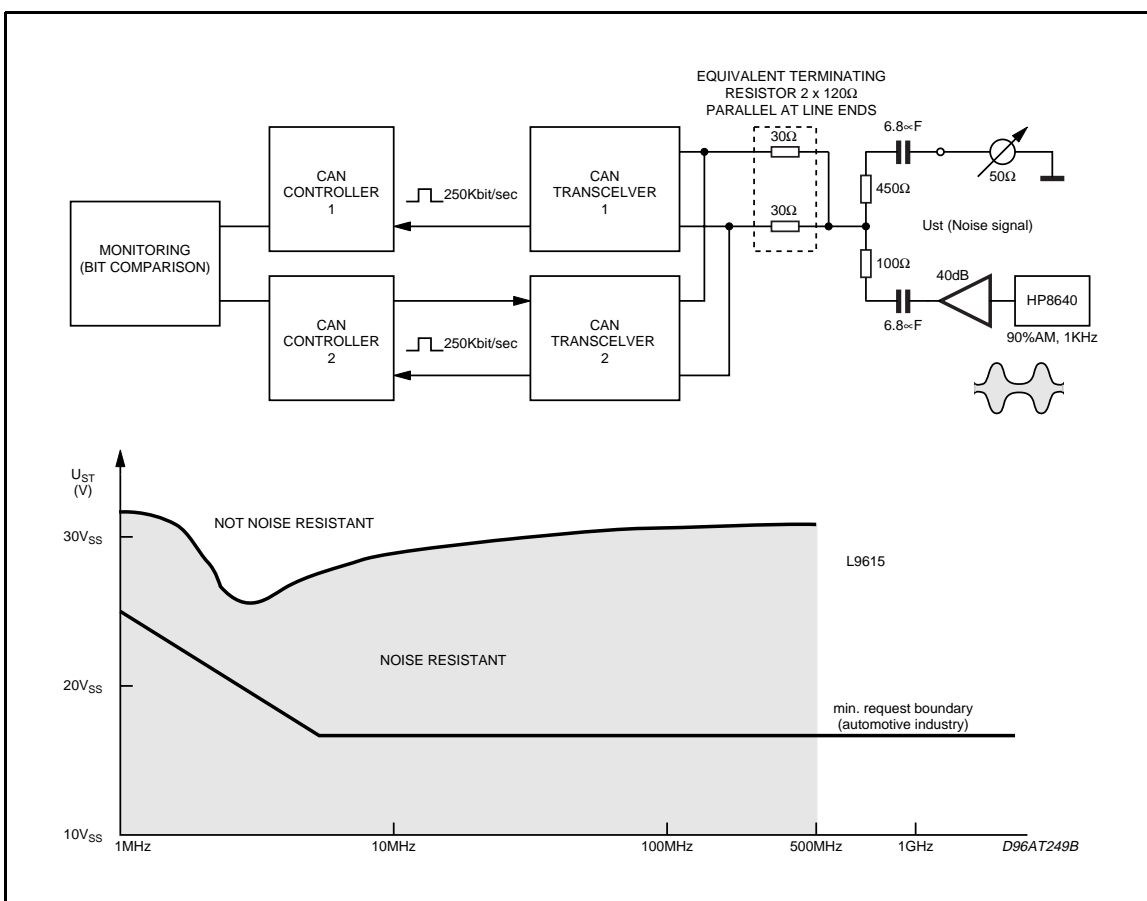 EQUIVALENT TERMINATING
RESISTOR 2 x 120Ω
PARALLEL AT LINE ENDS
30Ω
30Ω
6.8∝F
50Ω
450Ω
Ust (Noise signal)
100Ω
6.8∝F
40dB
HP8640
90%AM, 1KHz
MONITORING
(BIT COMPARISON)
CAN
CONTROLLER
1
250Kbit/sec
CAN
TRANSCELVER
1
CAN
CONTROLLER
2
250Kbit/sec
CAN
TRANSCELVER
2
UST
(V)
30VSS
20VSS
10VSS
NOT NOISE RESISTANT
NOISE RESISTANT
L9615
min. request boundary
(automotive industry)
1MHz
10MHz
100MHz
500MHz
1GHz
D96AT249B